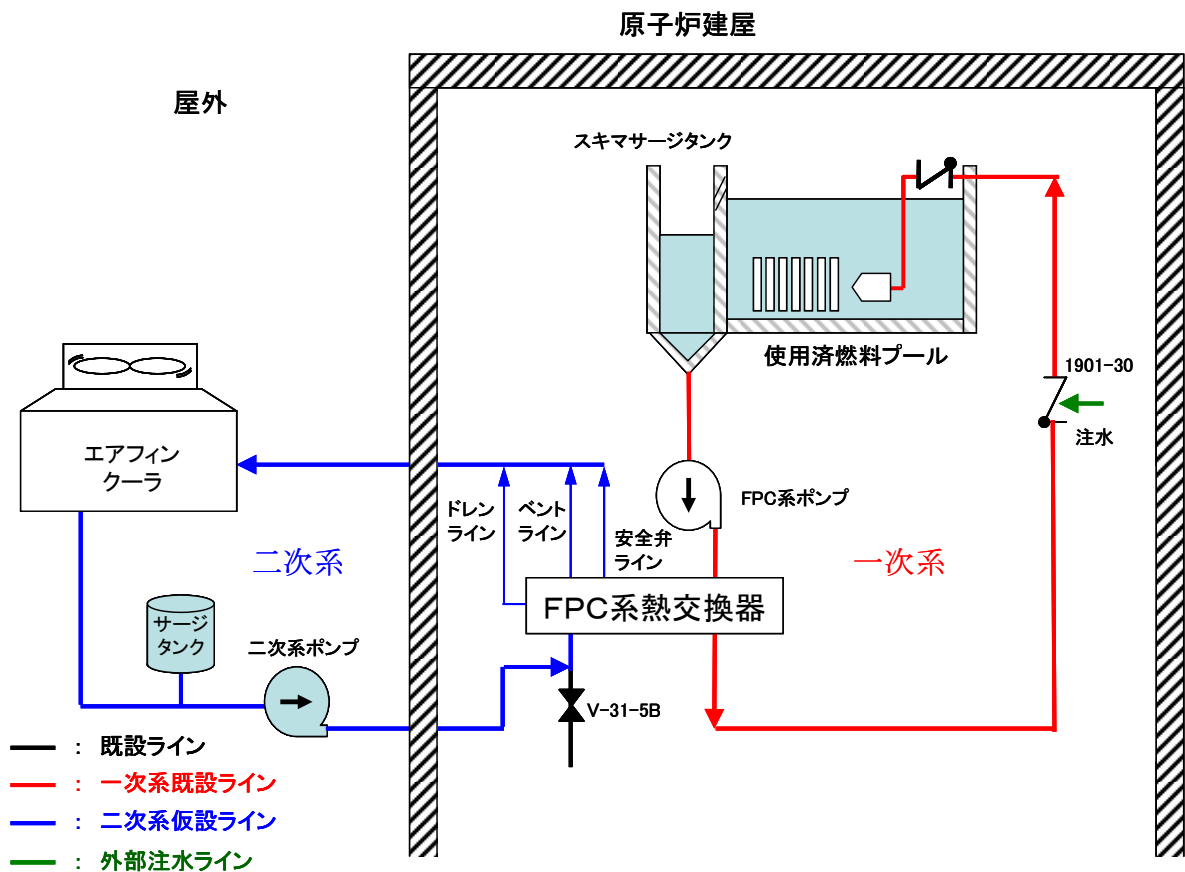 原子炉建屋
屋外
スキマサージタンク
使用済燃料プール
1901-30
注水
エアフィン
クーラ
ドレン
ライン
ベント
ライン
安全弁
ライン
FPC系ポンプ
二次系
一次系
FPC系熱交換器
サージ
タンク
二次系ポンプ
V-31-5B
： 既設ライン
： 一次系既設ライン
： 二次系仮設ライン
： 外部注水ライン